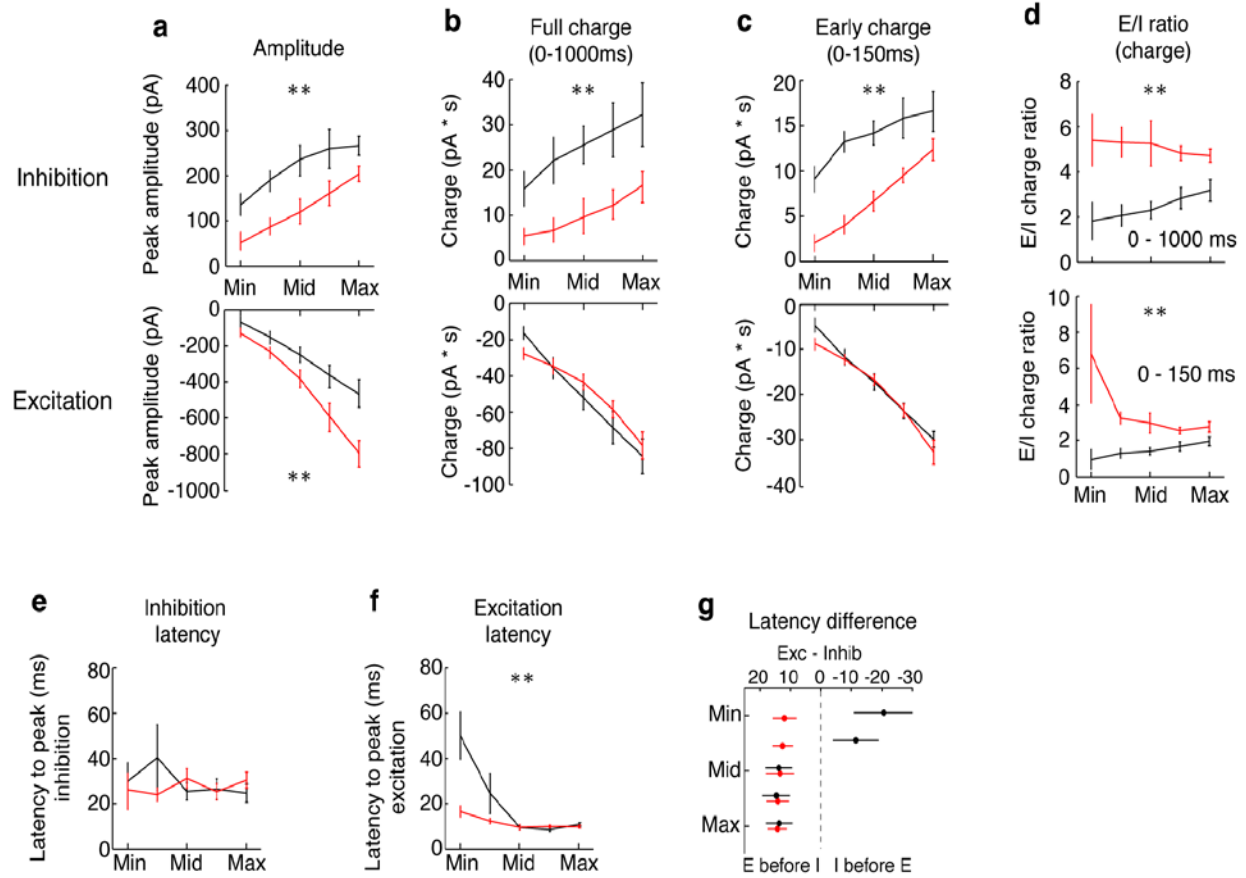 a
Amplitude
b
Full charge
(0-1000ms)
c
Early charge
(0-150ms)
d
E/I ratio
(charge)
Inhibition
Peak amplitude (pA)
400
300
200
100
0
**
Min Mid Max
Charge (pA * s)
40
30
20
10
0
**
Min Mid Max
Charge (pA * s)
20
15
10
5
0
**
Min Mid Max
E/I charge ratio
8
6
4
2
0
**
0 - 1000 ms
Excitation
Peak amplitude (pA)
0
-200
-400
-600
-800
-1000
**
Charge (pA * s)
-20
-40
-60
-80
-100
Charge (pA * s)
0
-10
-20
-30
-40
E/I charge ratio
10
8
6
4
2
0
**
0 - 150 ms
Min Mid Max
e
Inhibition
latency
Latency to peak (ms)
inhibition
80
60
40
20
0
Min Mid Max
f
Excitation
latency
Latency to peak (ms)
excitation
80
60
40
20
0
**
Min Mid Max
g
Latency difference
Exc - Inhib
20 10 0 -10 -20 -30
Min
Mid
Max
E before I I before E